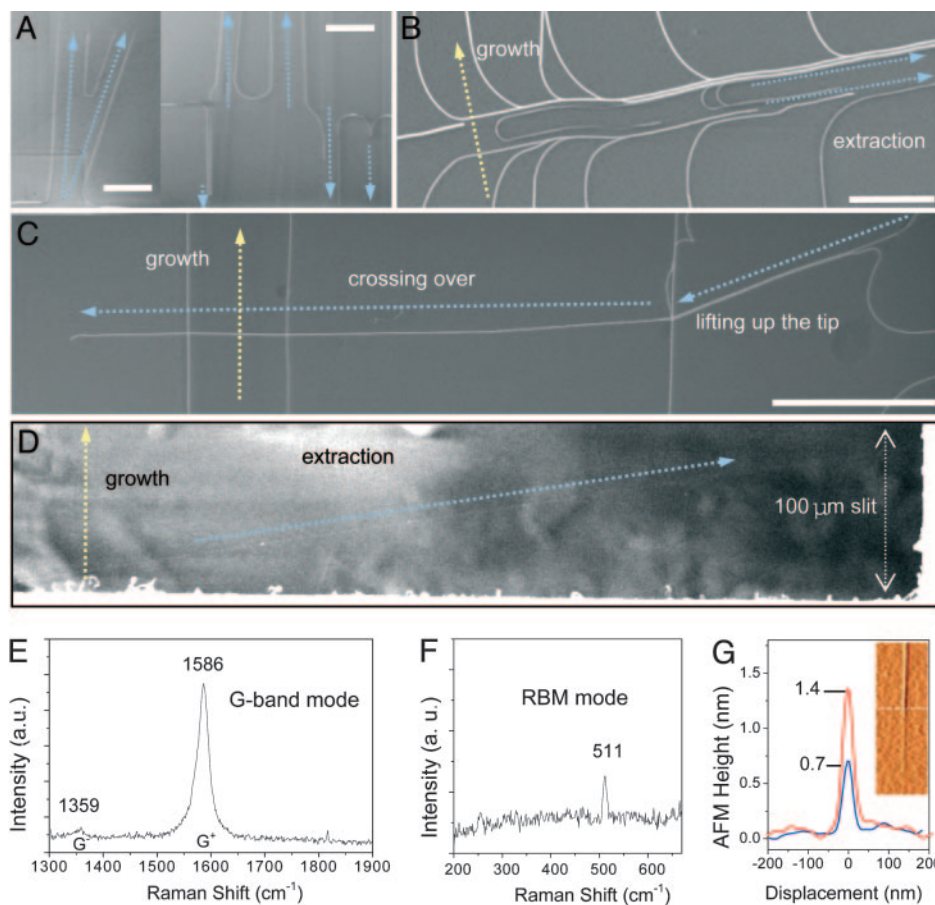 A
B
growth
extraction
C
growth
crossing over
lifting up the tip
D
extraction
growth
100 μm slit
E
1586
G-band mode
1359
G-
G+
Intensity (a.u.)
1300 1400 1500 1600 1700 1800 1900
Raman Shift (cm-1)
F
RBM mode
511
Intensity (a. u.)
200 300 400 500 600
Raman Shift (cm-1)
G
1.5
1.4
1.0
0.7
0.5
0.0
AFM Height (nm)
-200 -100 0 100 200
Displacement (nm)